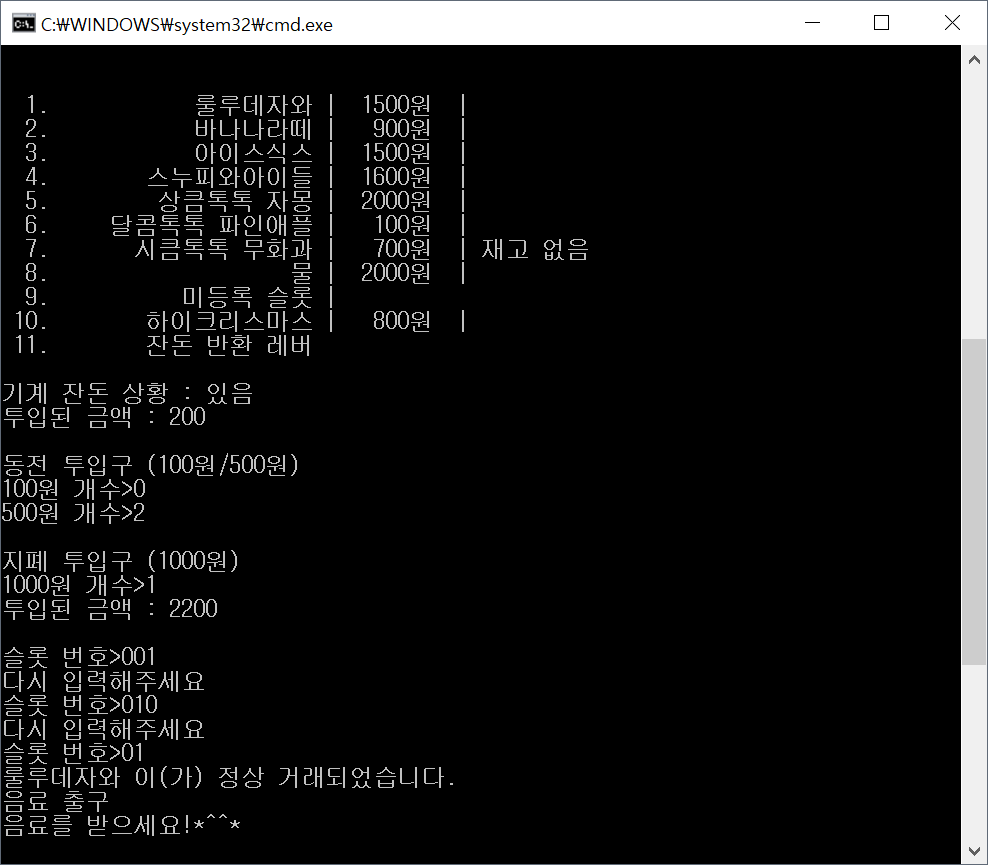 C:₩WINDOWS₩system32₩cmd.exe
1. 룰루데자와 | 1500원 |
2. 바나나라떼 | 900원 |
3. 아이스식스 | 1500원 |
4. 스누피와아이들 | 1600원 |
5. 상큼톡톡 자몽 | 2000원 |
6. 달콤톡톡 파인애플 | 100원 |
7. 시큼톡톡 무화과 | 700원 | 재고 없음
8. 물 | 2000원 |
9. 미등록 슬롯 |
10. 하이크리스마스 | 800원 |
11. 잔돈 반환 레버
기계 잔돈 상황 : 있음
투입된 금액 : 200
동전 투입구 (100원/500원)
100원 개수>0
500원 개수>2
지폐 투입구 (1000원)
1000원 개수>1
투입된 금액 : 2200
슬롯 번호>001
다시 입력해주세요
슬롯 번호>010
다시 입력해주세요
슬롯 번호>01
룰루데자와 이(가) 정상 거래되었습니다.
음료 출구
음료를 받으세요!*^^*